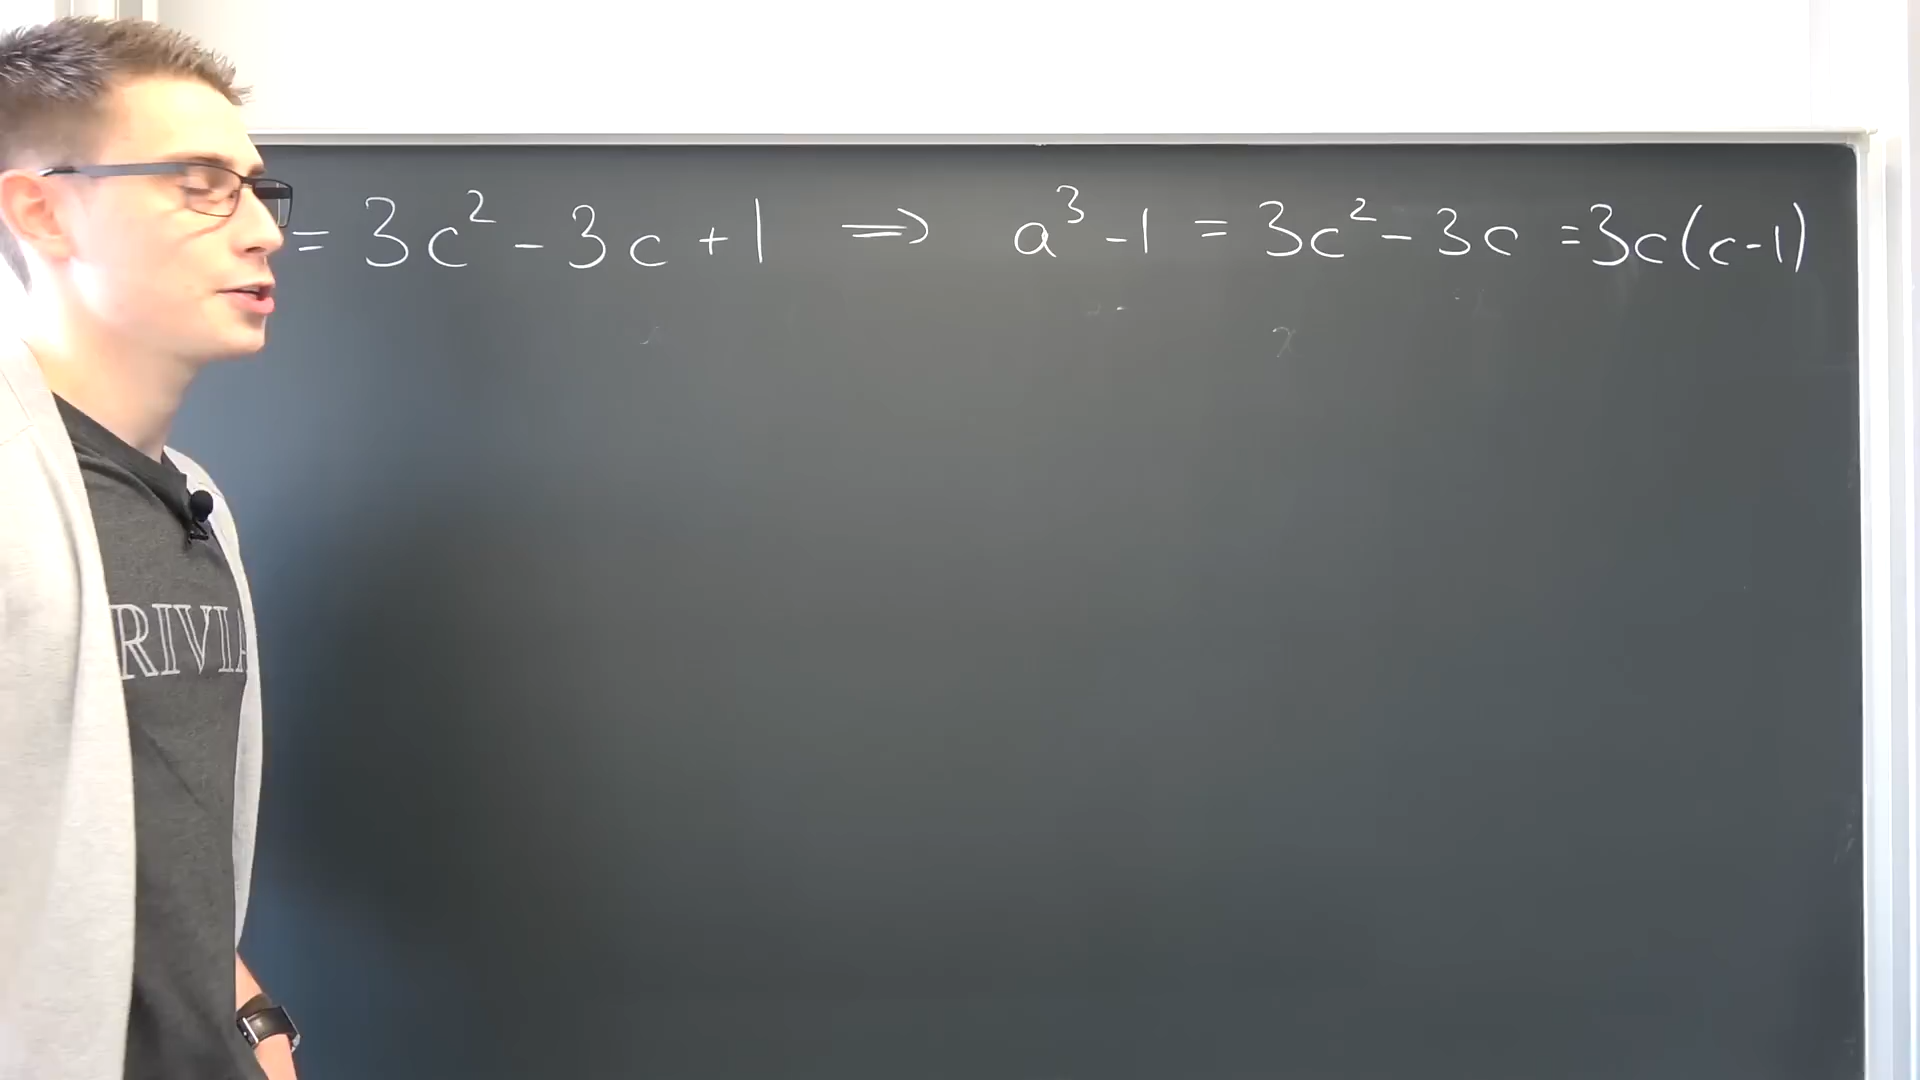 = 3c² - 3c + 1 ⟹ a³ - 1 = 3c² - 3c = 3c(c-1)
RIVIA